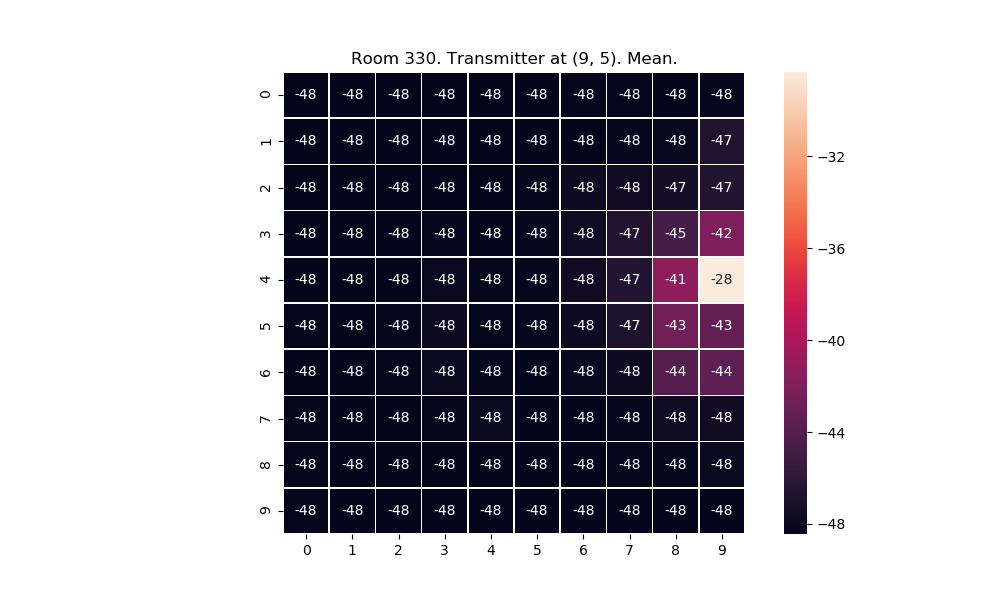 Room 330. Transmitter at (9, 5). Mean.
0 -48 -48 -48 -48 -48 -48 -48 -48 -48 -48
1 -48 -48 -48 -48 -48 -48 -48 -48 -48 -47
2 -48 -48 -48 -48 -48 -48 -48 -48 -47 -47
3 -48 -48 -48 -48 -48 -48 -48 -47 -45 -42
4 -48 -48 -48 -48 -48 -48 -48 -47 -41 -28
5 -48 -48 -48 -48 -48 -48 -48 -47 -43 -43
6 -48 -48 -48 -48 -48 -48 -48 -48 -44 -44
7 -48 -48 -48 -48 -48 -48 -48 -48 -48 -48
8 -48 -48 -48 -48 -48 -48 -48 -48 -48 -48
9 -48 -48 -48 -48 -48 -48 -48 -48 -48 -48
0 1 2 3 4 5 6 7 8 9
−32
−36
−40
−44
−48